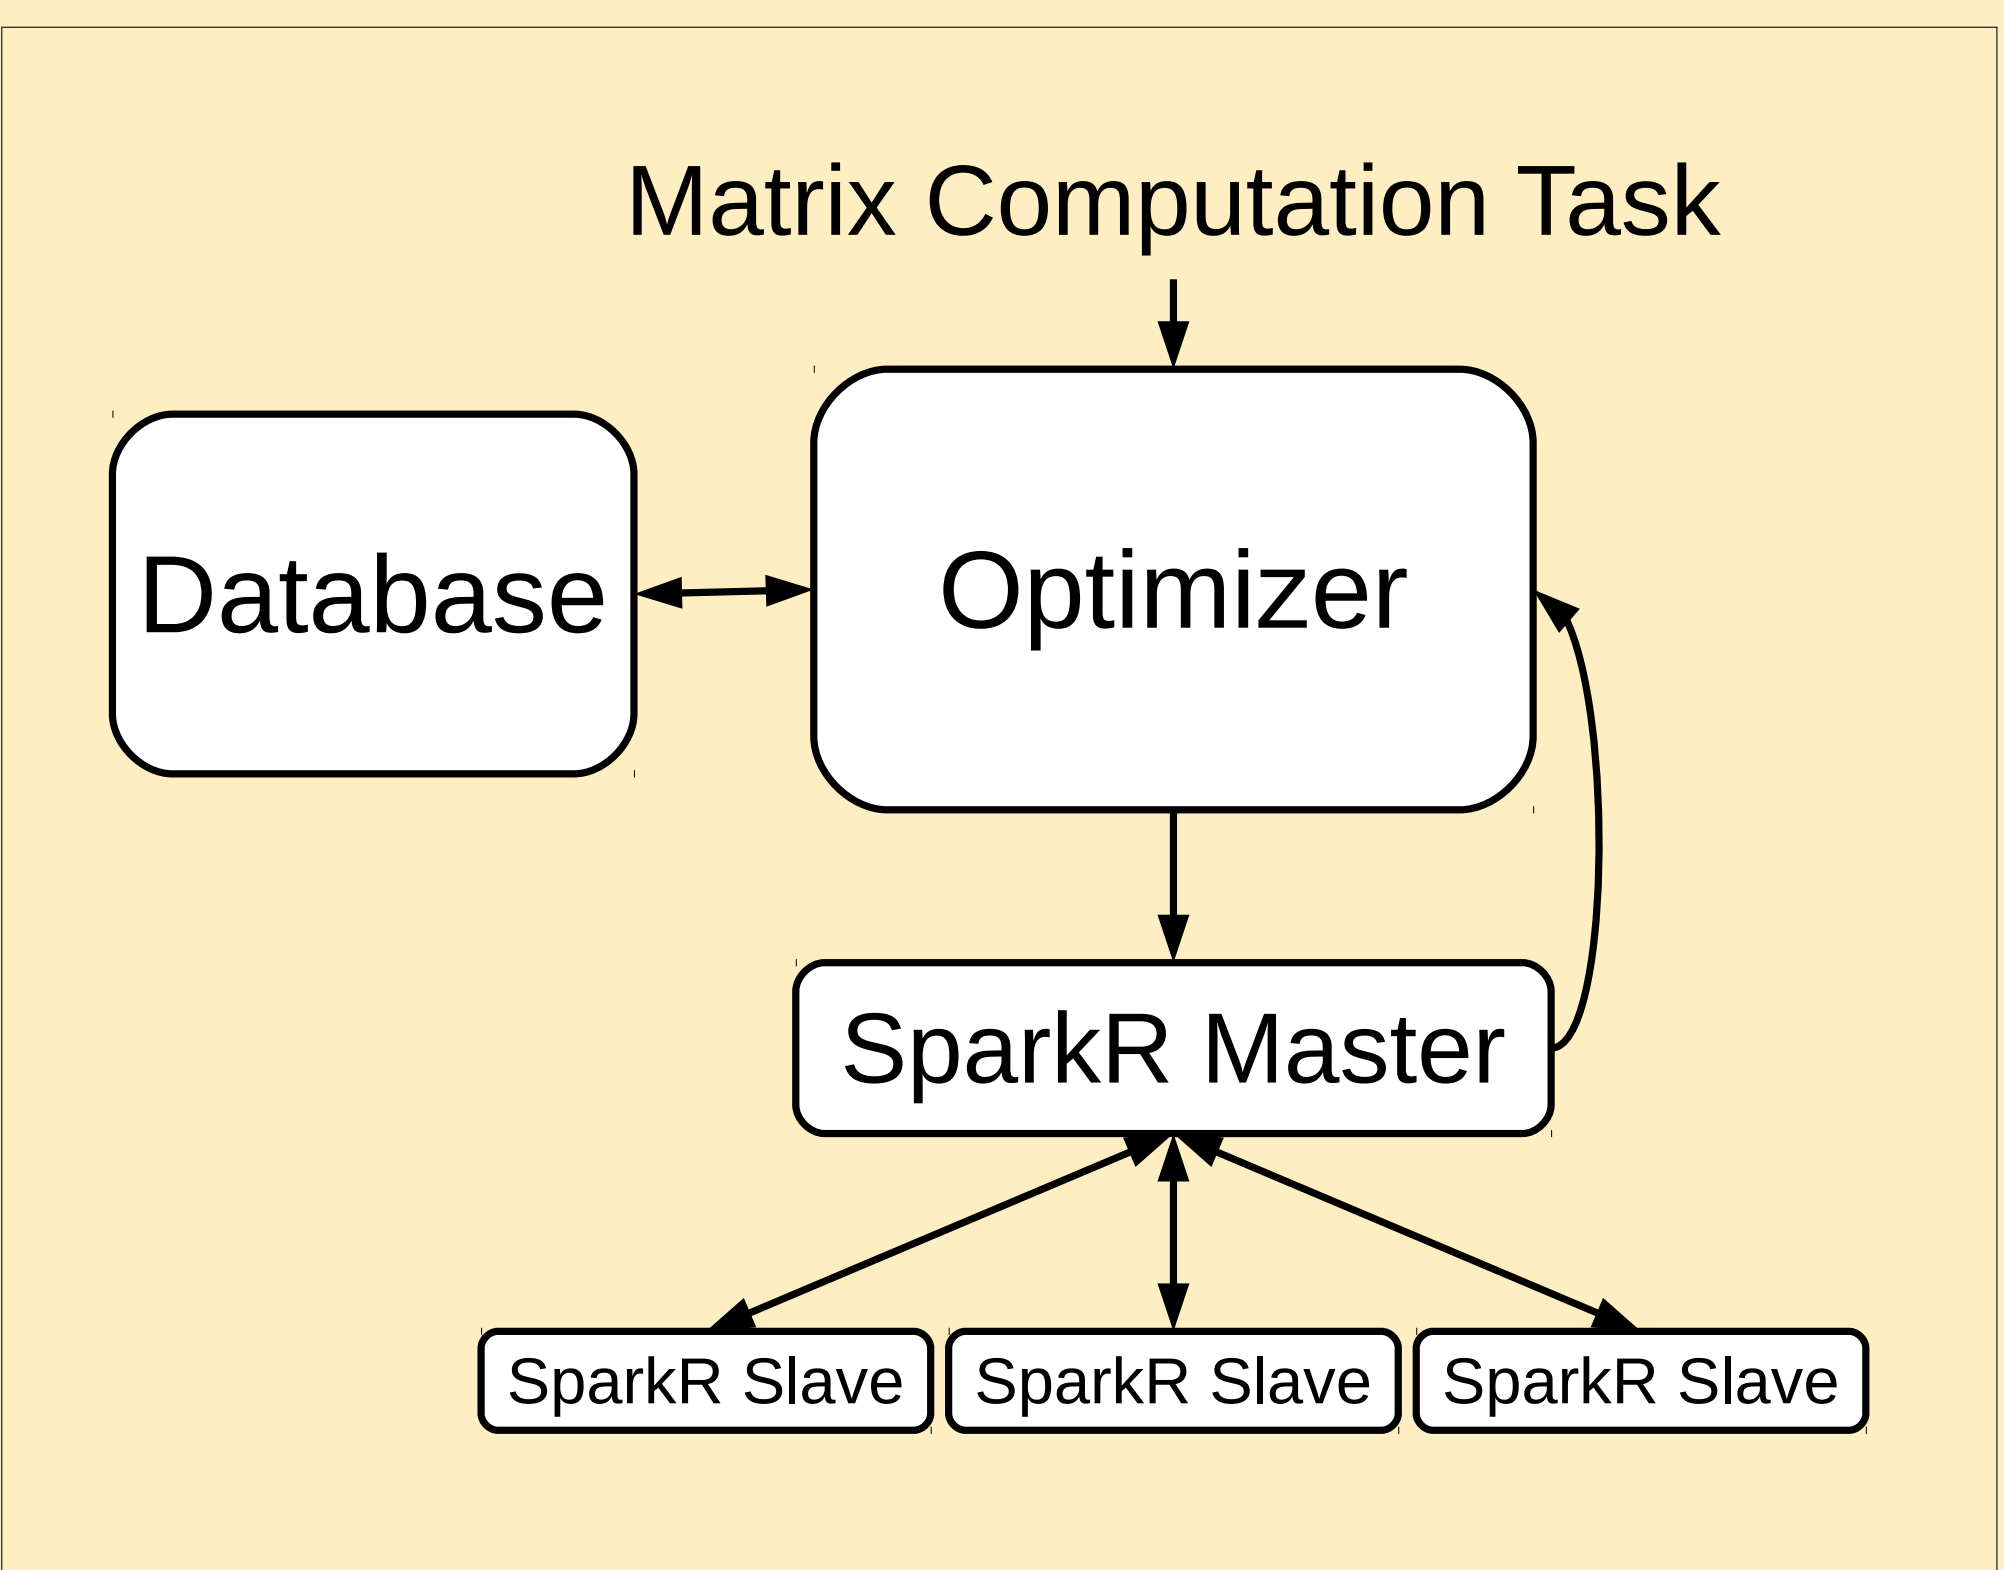 Matrix Computation Task
Database
Optimizer
SparkR Master
SparkR Slave
SparkR Slave
SparkR Slave